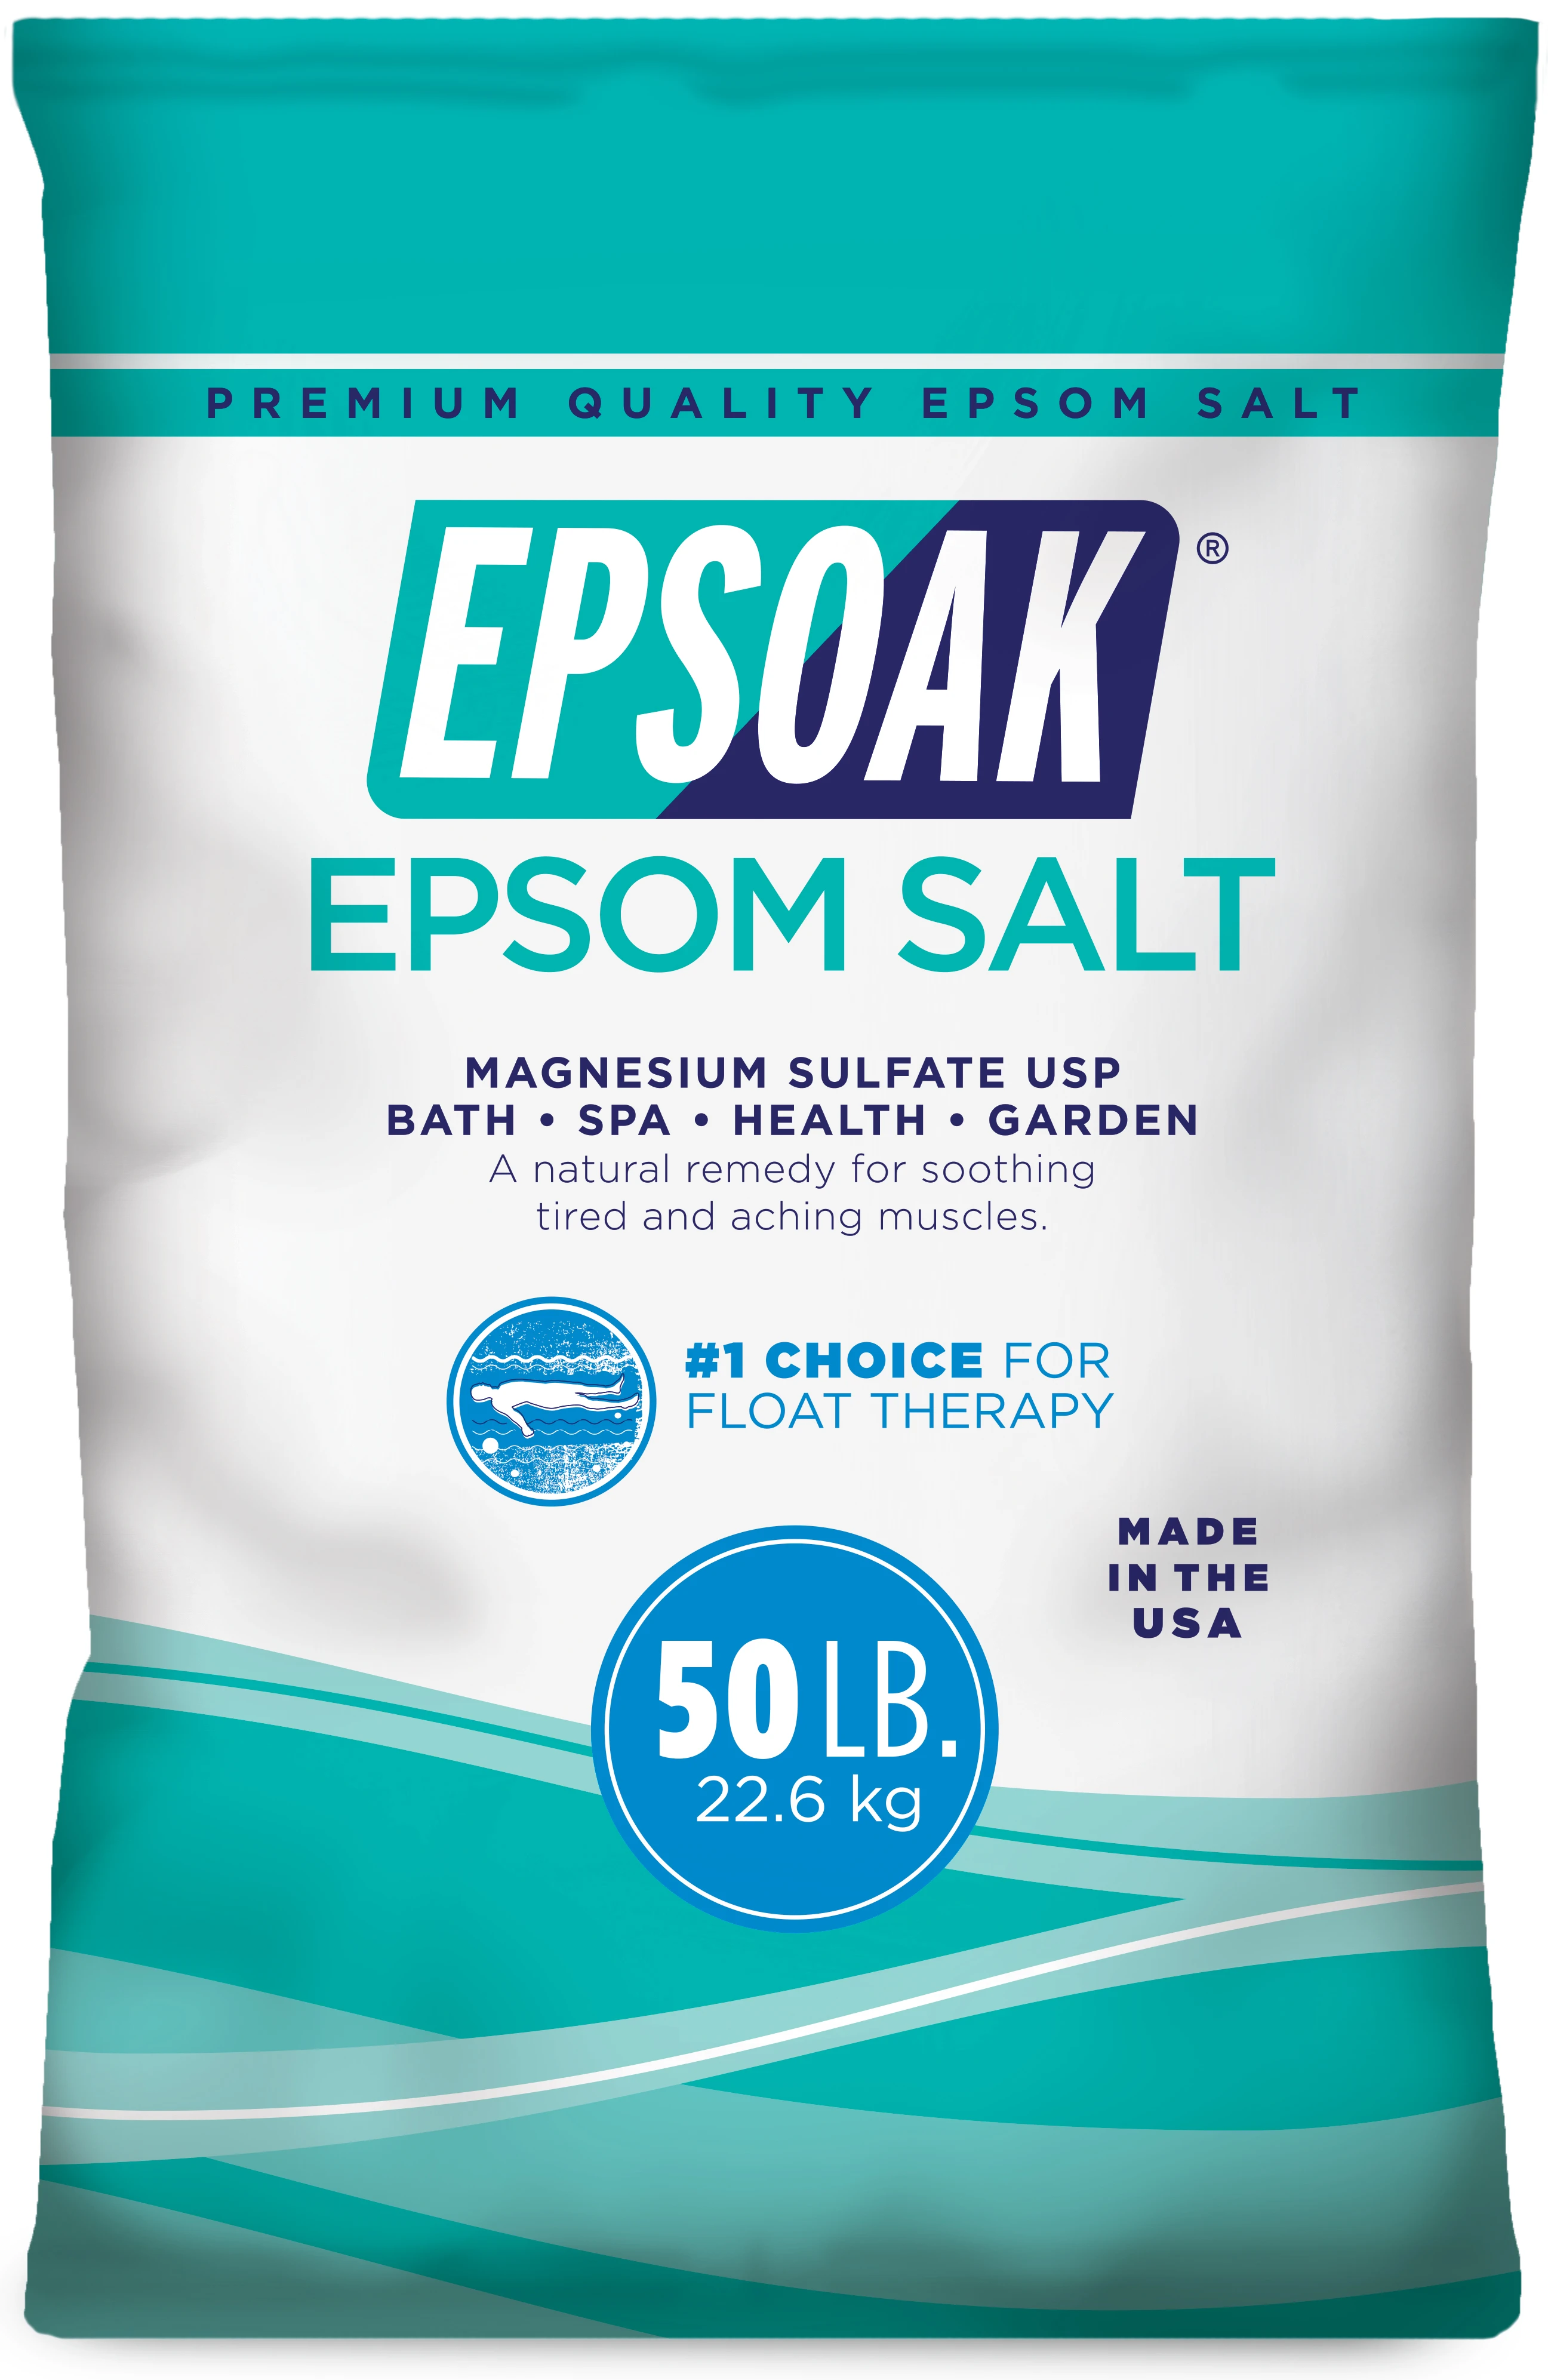 PREMIUM QUALITY EPSOM SALT
EPSOAK®
EPSOM SALT
MAGNESIUM SULFATE USP
BATH • SPA • HEALTH • GARDEN
A natural remedy for soothing
tired and aching muscles.
#1 CHOICE FOR
FLOAT THERAPY
MADE
IN THE
USA
50 LB.
22.6 kg